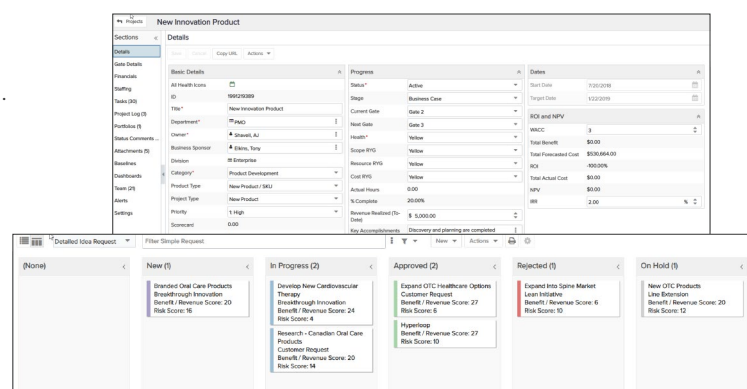 Projects New Innovation Product
Sections < Details
Details Copy URL Actions
Gate Details
Financials
Staffing
Tasks (30)
Project Log (3)
Portfolios (1)
Status Comments ...
Attachments (5)
Baselines
Dashboards
Team (21)
Alerts
Settings
Basic Details
All Health Icons
ID 1991219389
Title* New Innovation Product
Department* PMO
Owner* Shavell, AJ
Business Sponsor Elkins, Tony
Division Enterprise
Category* Product Development
Product Type New Product / SKU
Project Type New Product
Priority 1: High
Scorecard 0.00
Progress
Status* Active
Stage Business Case
Current Gate Gate 2
Next Gate Gate 3
Health* Yellow
Scope RYG Yellow
Resource RYG Yellow
Cost RYG Yellow
Actual Hours 0.00
% Complete 20.00%
Revenue Realized (To-
Date) $ 5,000.00
Key Accomplishments Discovery and planning are completed
Dates
Start Date 7/20/2019
Target Date 1/22/2019
ROI and NPV
WACC 3
Total Benefit $0.00
Total Forecasted Cost $530,664.00
ROI -100.00%
Total Actual Cost $0.00
NPV $0.00
IRR 2.00 %
Detailed Idea Request Filter Simple Request New Actions
(None) <
New (1) <
Branded Oral Care Products
Breakthrough Innovation
Benefit / Revenue Score: 20
Risk Score: 16
In Progress (2) <
Develop New Cardiovascular
Therapy
Breakthrough Innovation
Benefit / Revenue Score: 24
Risk Score: 4
Research - Canadian Oral Care
Products
Customer Request
Benefit / Revenue Score: 20
Risk Score: 14
Approved (2) <
Expand OTC Healthcare Options
Customer Request
Benefit / Revenue Score: 27
Risk Score: 6
Hyperloop
Benefit / Revenue Score: 27
Risk Score: 10
Rejected (1) <
Expand Into Spine Market
Lean Initiative
Benefit / Revenue Score: 6
Risk Score: 10
On Hold (1) <
New OTC Products
Line Extension
Benefit / Revenue Score: 20
Risk Score: 12